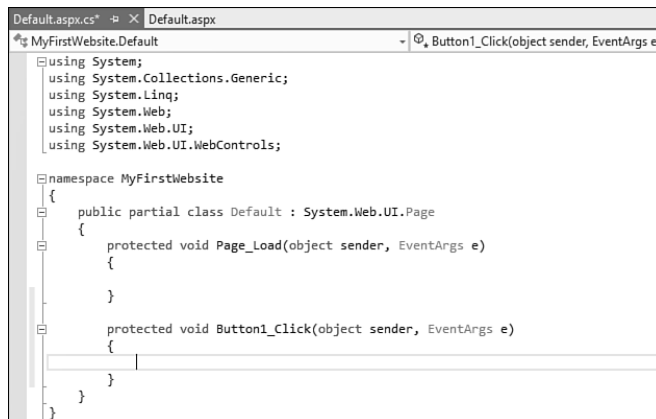 Default.aspx.cs* Default.aspx
MyFirstWebsite.Default Button1_Click(object sender, EventArgs e
using System;
using System.Collections.Generic;
using System.Linq;
using System.Web;
using System.Web.UI;
using System.Web.UI.WebControls;
namespace MyFirstWebsite
{
public partial class Default : System.Web.UI.Page
{
protected void Page_Load(object sender, EventArgs e)
{
}
protected void Button1_Click(object sender, EventArgs e)
{
}
}
}